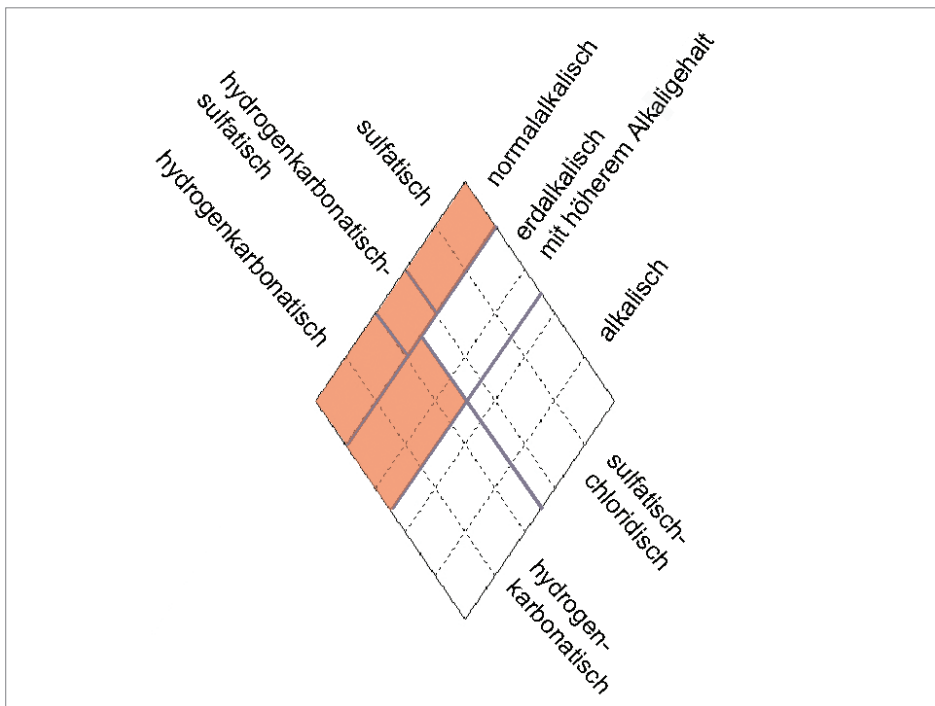 hydrogenkarbonatisch
hydrogenkarbonatisch-
sulfatisch
sulfatisch
normalalkalisch
erdalkalisch
mit höherem Alkaligehalt
alkalisch
sulfatisch-
chloridisch
hydrogen-
karbonatisch